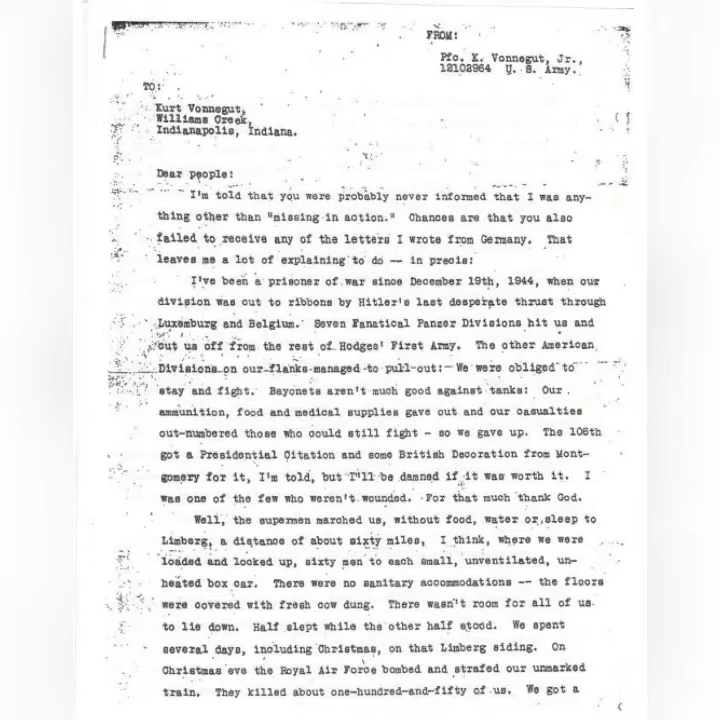 FROM:
Pfc. K. Vonnegut, Jr.,
12102964 U. S. Army.
TO:
Kurt Vonnegut,
Williams Creek,
Indianapolis, Indiana.
Dear people:
I'm told that you were probably never informed that I was any-
thing other than "missing in action." Chances are that you also
failed to receive any of the letters I wrote from Germany. That
leaves me a lot of explaining to do -- in precis:
I've been a prisoner of war since December 19th, 1944, when our
division was cut to ribbons by Hitler's last desperate thrust through
Luxemburg and Belgium. Seven Fanatical Panzer Divisions hit us and
cut us off from the rest of Hodges' First Army. The other American
Divisions on our flanks managed to pull out: We were obliged to
stay and fight. Bayonets aren't much good against tanks: Our
ammunition, food and medical supplies gave out and our casualties
out-numbered those who could still fight - so we gave up. The 106th
got a Presidential Citation and some British Decoration from Mont-
gomery for it, I'm told, but I'll be damned if it was worth it. I
was one of the few who weren't wounded. For that much thank God.
Well, the supermen marched us, without food, water or sleep to
Limberg, a distance of about sixty miles, I think, where we were
loaded and locked up, sixty men to each small, unventilated, un-
heated box car. There were no sanitary accommodations -- the floors
were covered with fresh cow dung. There wasn't room for all of us
to lie down. Half slept while the other half stood. We spent
several days, including Christmas, on that Limberg siding. On
Christmas eve the Royal Air Force bombed and strafed our unmarked
train. They killed about one-hundred-and-fifty of us. We got a